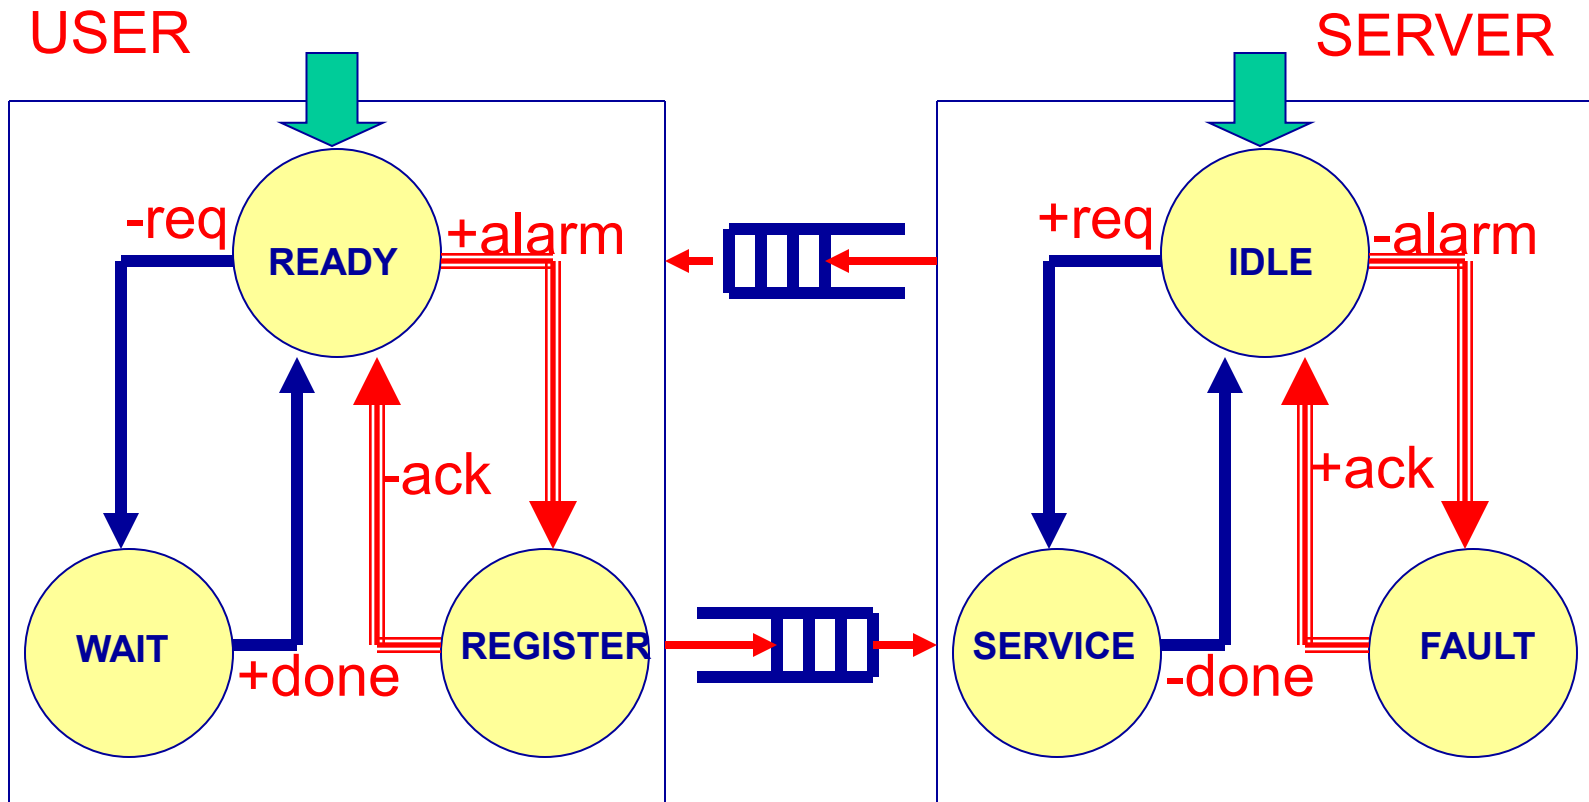 USER
SERVER
-req
+alarm
READY
+req
-alarm
IDLE
-ack
+ack
WAIT
REGISTER
SERVICE
FAULT
+done
-done